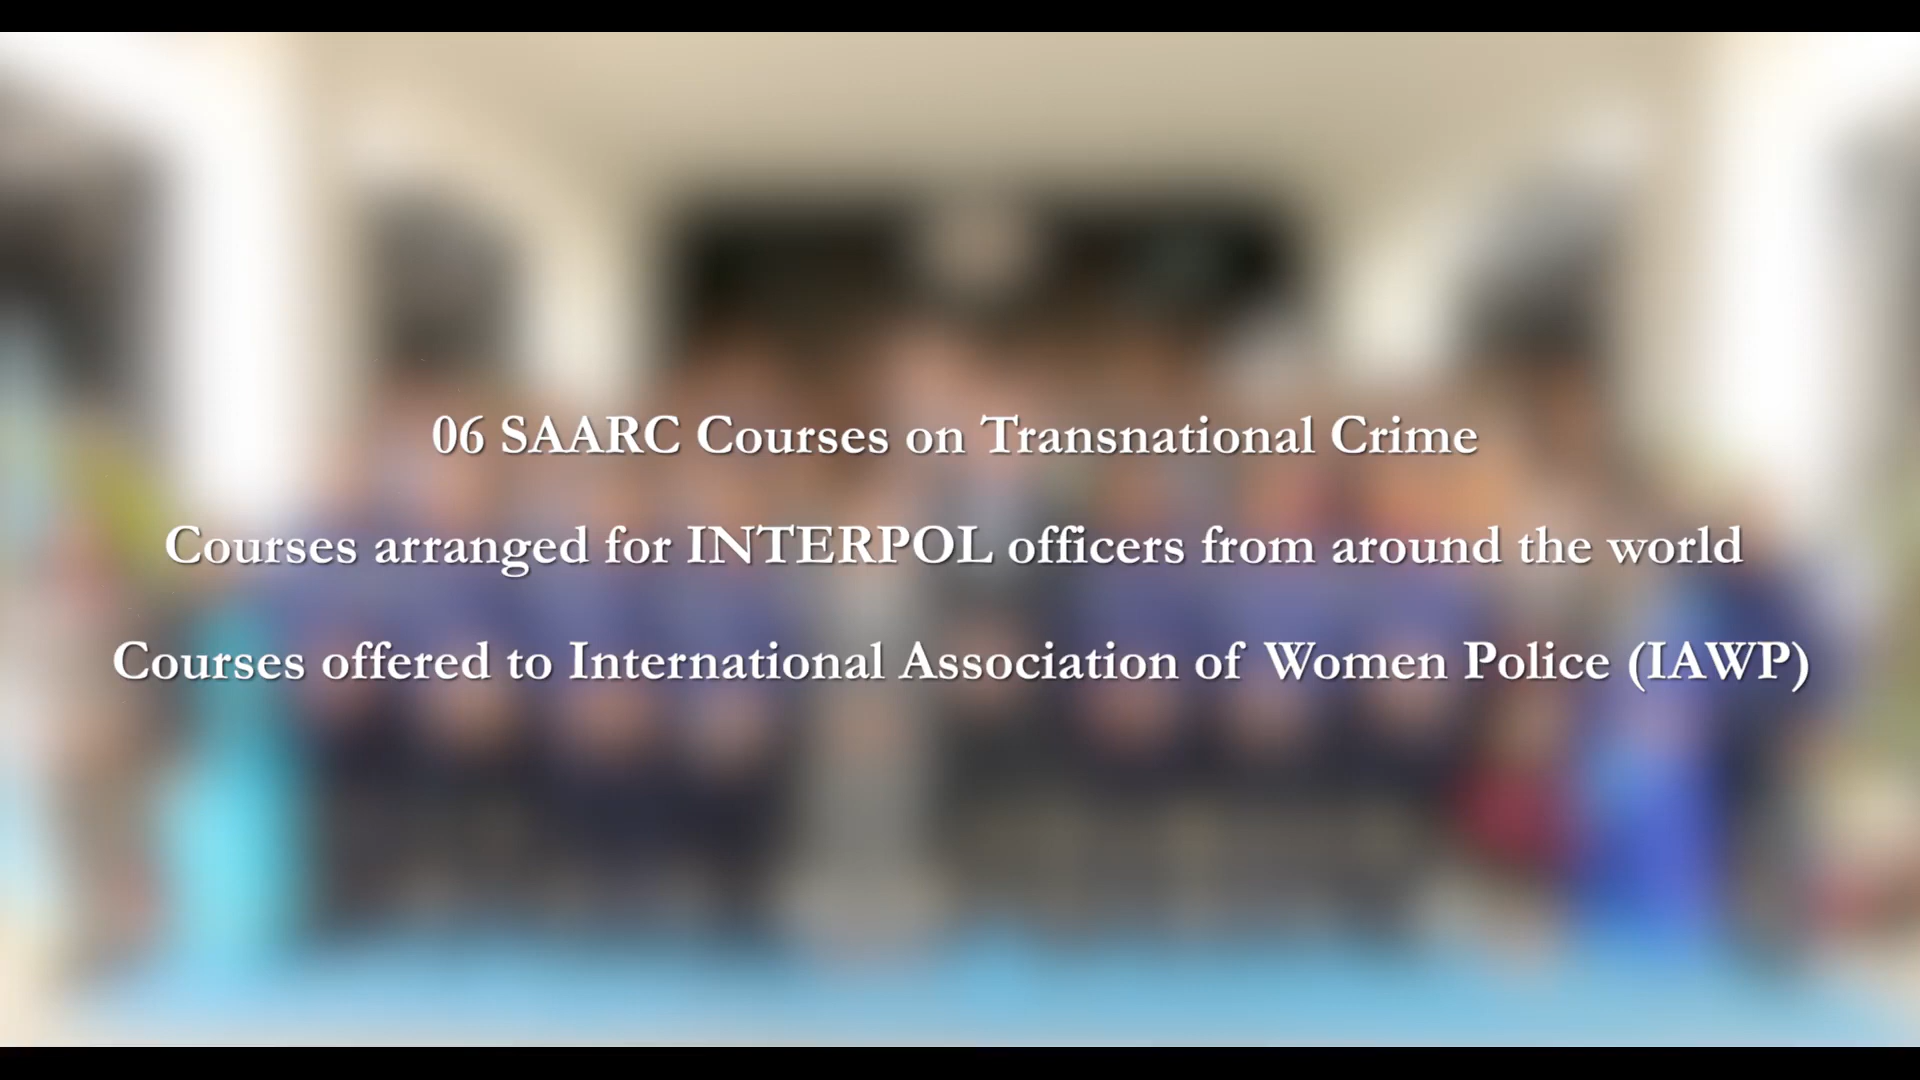 06 SAARC Courses on Transnational Crime
Courses arranged for INTERPOL officers from around the world
Courses offered to International Association of Women Police (IAWP)